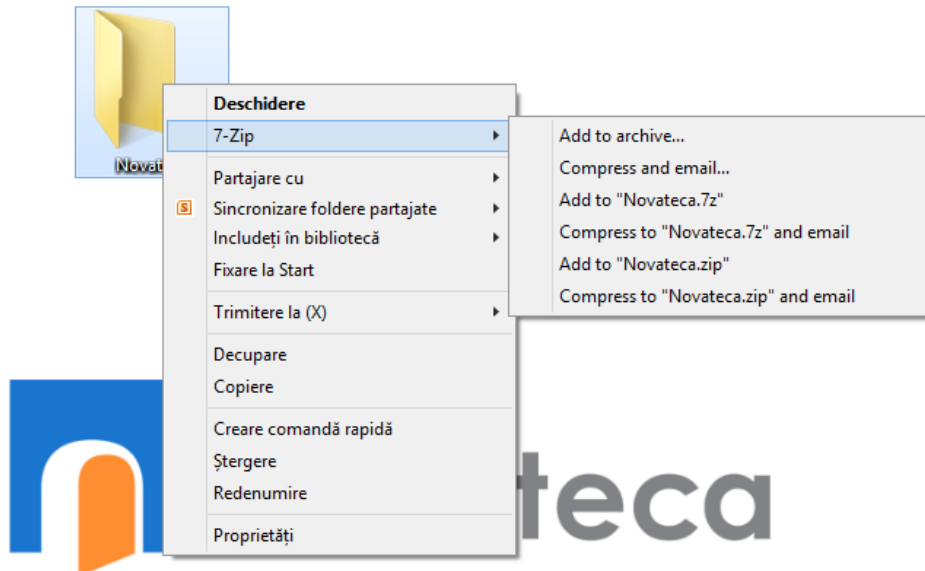 Novat
Deschidere
7-Zip
Partajare cu
Sincronizare foldere partajate
Includeți în bibliotecă
Fixare la Start
Trimitere la (X)
Decupare
Copiere
Creare comandă rapidă
Ștergere
Redenumire
Proprietăți
Add to archive...
Compress and email...
Add to "Novateca.7z"
Compress to "Novateca.7z" and email
Add to "Novateca.zip"
Compress to "Novateca.zip" and email
teca